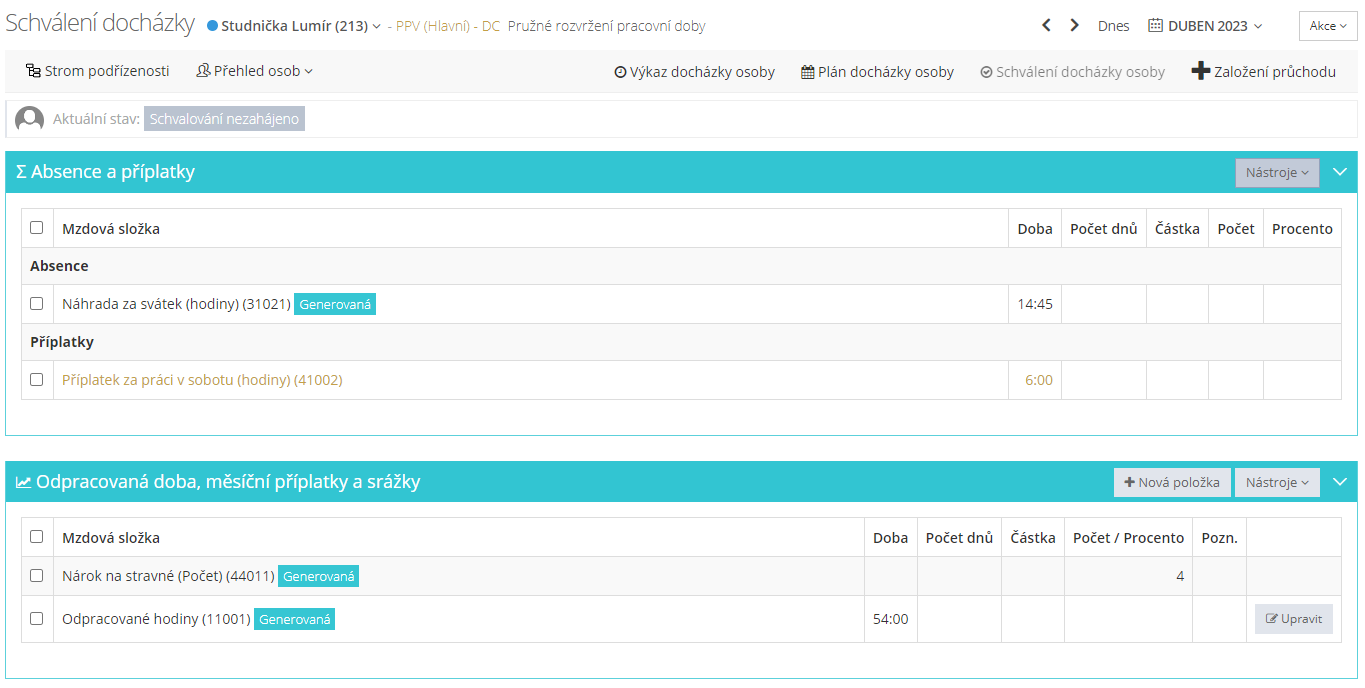 Schválení docházky Studnička Lumír (213) - PPV (Hlavní) - DC Pružné rozvržení pracovní doby Dnes DUBEN 2023 Akce
Strom podřízenosti Přehled osob Výkaz docházky osoby Plán docházky osoby Schválení docházky osoby Založení průchodu
Aktuální stav: Schvalování nezahájeno
Σ Absence a příplatky Nástroje
Mzdová složka Doba Počet dnů Částka Počet Procento
Absence
Náhrada za svátek (hodiny) (31021) Generovaná 14:45
Příplatky
Příplatek za práci v sobotu (hodiny) (41002) 6:00
Odpracovaná doba, měsíční příplatky a srážky Nová položka Nástroje
Mzdová složka Doba Počet dnů Částka Počet / Procento Pozn.
Nárok na stravné (Počet) (44011) Generovaná 4
Odpracované hodiny (11001) Generovaná 54:00 Upravit